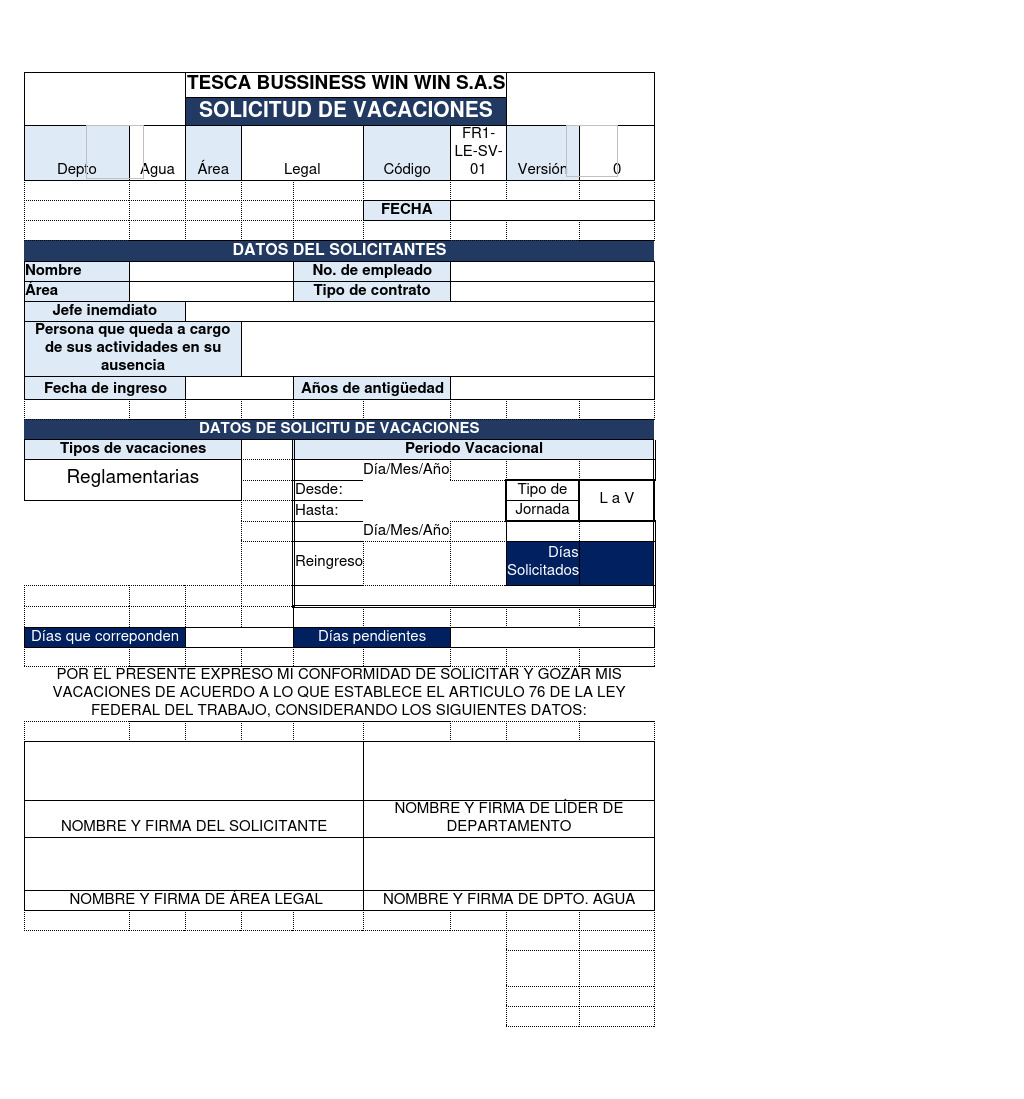 TESCA BUSSINESS WIN WIN S.A.S
SOLICITUD DE VACACIONES
Depto Agua Área Legal Código FR1-
LE-SV-
01 Versión 0
FECHA
DATOS DEL SOLICITANTES
Nombre No. de empleado
Área Tipo de contrato
Jefe inemdiato
Persona que queda a cargo
de sus actividades en su
ausencia
Fecha de ingreso Años de antigüedad
DATOS DE SOLICITU DE VACACIONES
Tipos de vacaciones Periodo Vacacional
Reglamentarias
Día/Mes/Año
Desde: Tipo de
Jornada L a V
Hasta:
Día/Mes/Año
Reingreso Días
Solicitados
Días que correponden Días pendientes
POR EL PRESENTE EXPRESO MI CONFORMIDAD DE SOLICITAR Y GOZAR MIS
VACACIONES DE ACUERDO A LO QUE ESTABLECE EL ARTICULO 76 DE LA LEY
FEDERAL DEL TRABAJO, CONSIDERANDO LOS SIGUIENTES DATOS:
NOMBRE Y FIRMA DEL SOLICITANTE
NOMBRE Y FIRMA DE LÍDER DE
DEPARTAMENTO
NOMBRE Y FIRMA DE ÁREA LEGAL
NOMBRE Y FIRMA DE DPTO. AGUA